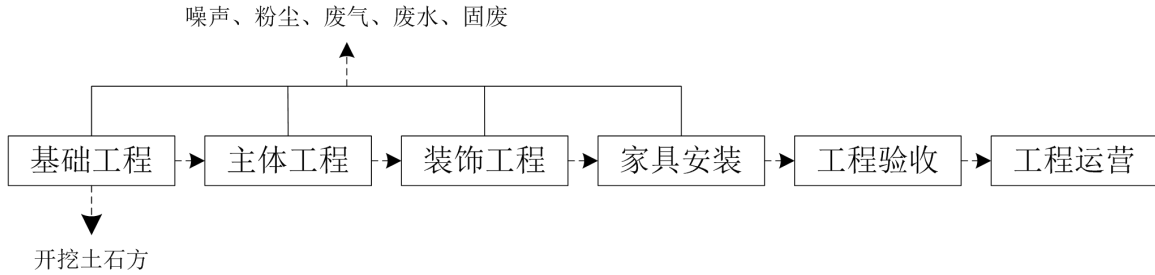 噪声、粉尘、废气、废水、固废
基础工程
主体工程
装饰工程
家具安装
工程验收
工程运营
开挖土石方